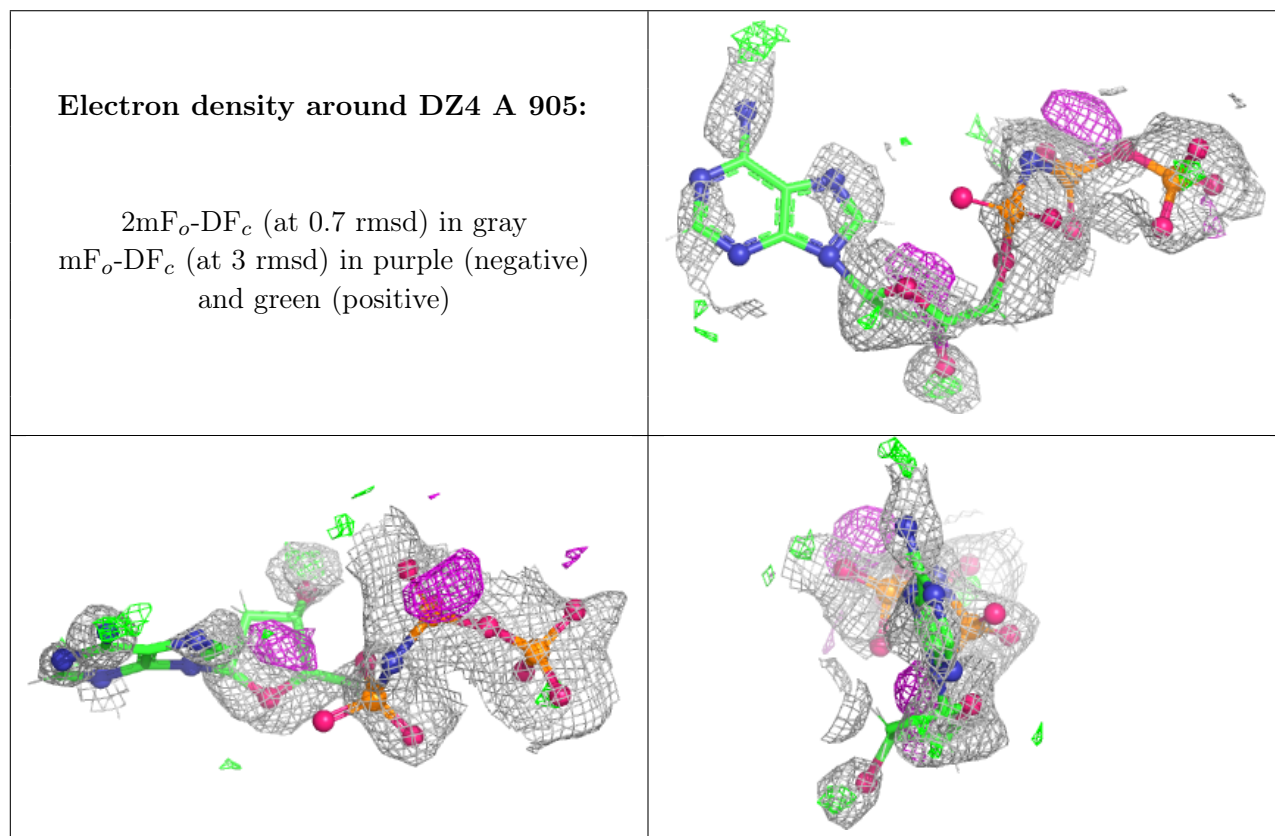 Electron density around DZ4 A 905:
2mFₒ-DF𝒸 (at 0.7 rmsd) in gray
mFₒ-DF𝒸 (at 3 rmsd) in purple (negative)
and green (positive)